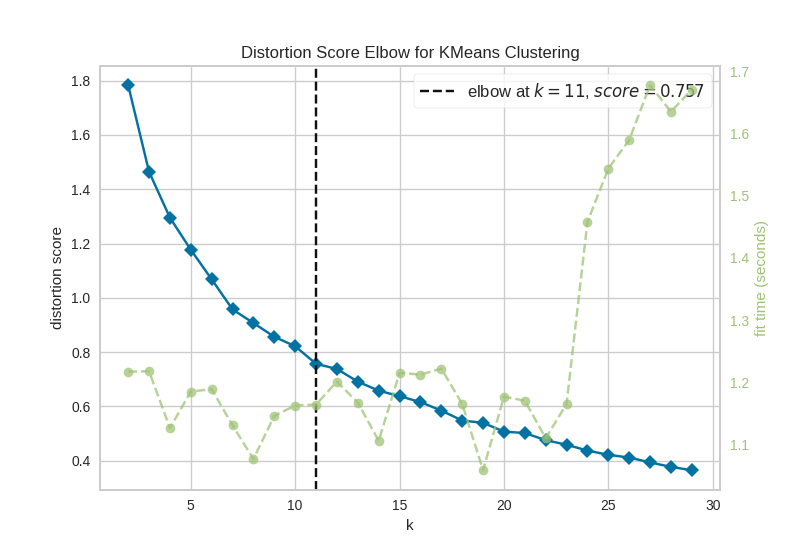 Distortion Score Elbow for KMeans Clustering
elbow at k = 11, score = 0.757
distortion score
1.8
1.6
1.4
1.2
1.0
0.8
0.6
0.4
1.7
1.6
1.5
1.4
1.3
1.2
1.1
fit time (seconds)
5 10 15 20 25 30
k